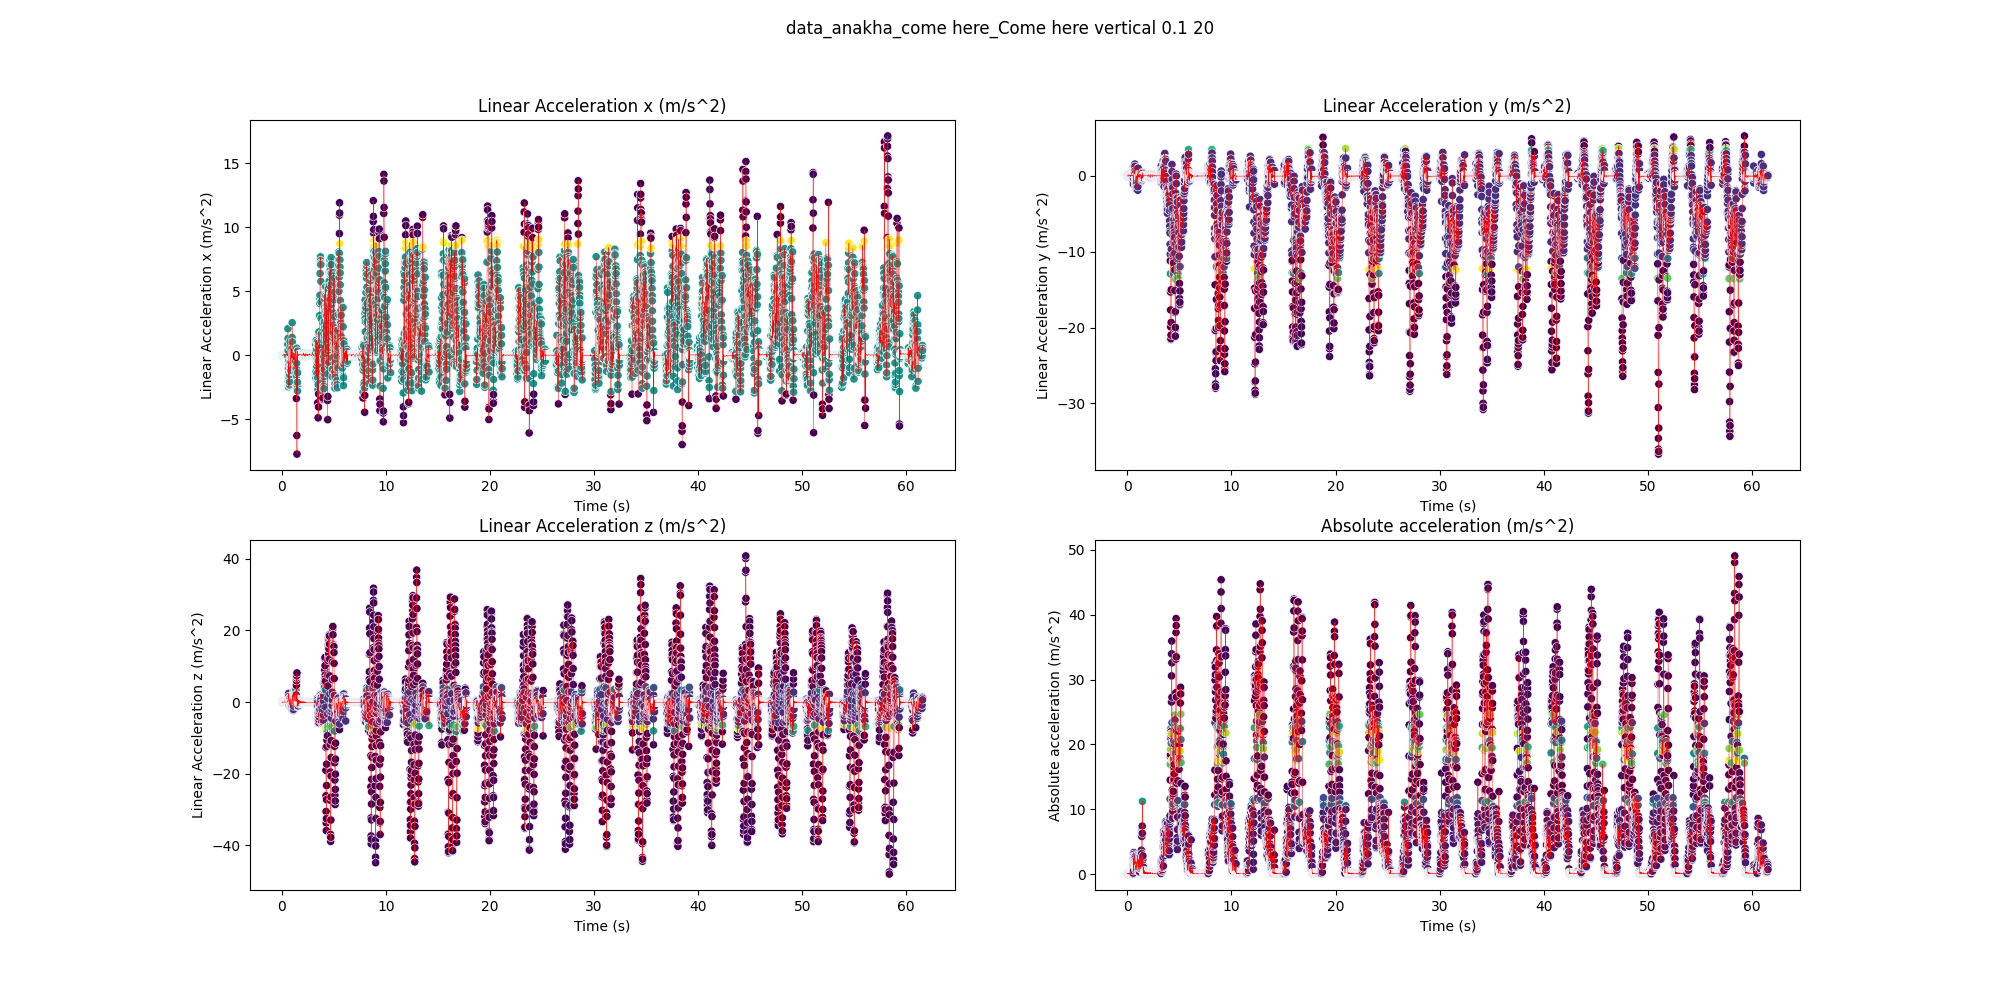 data_anakha_come here_Come here vertical 0.1 20
Linear Acceleration x (m/s^2)
Linear Acceleration x (m/s^2)
15
10
5
0
−5
0 10 20 30 40 50 60
Time (s)
Linear Acceleration y (m/s^2)
Linear Acceleration y (m/s^2)
0
−10
−20
−30
0 10 20 30 40 50 60
Time (s)
Linear Acceleration z (m/s^2)
Linear Acceleration z (m/s^2)
40
20
0
−20
−40
0 10 20 30 40 50 60
Time (s)
Absolute acceleration (m/s^2)
Absolute acceleration (m/s^2)
50
40
30
20
10
0
0 10 20 30 40 50 60
Time (s)